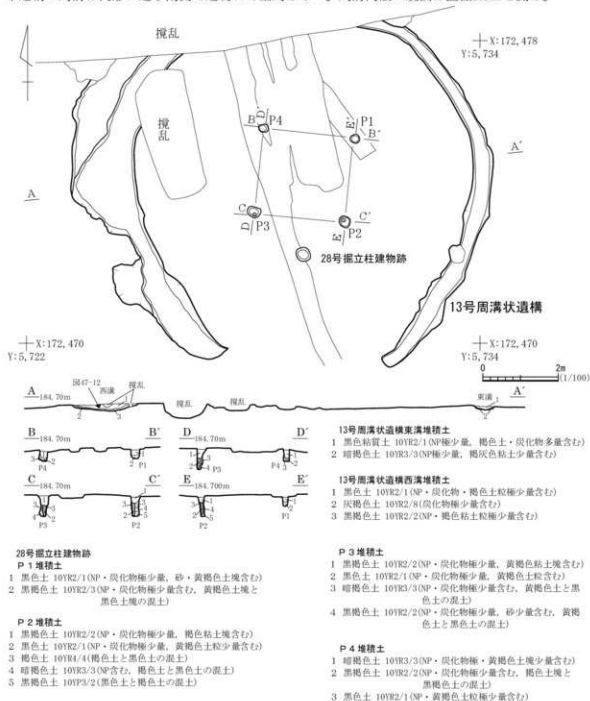 撹乱
X:172,478
Y:5,734
撹乱
B
D′
P4
E′
P1
B′
A
A′
C
D
P3
C′
E
P2
28号掘立柱建物跡
13号周溝状遺構
X:172,470
Y:5,722
X:172,470
Y:5,734
0 2m
(1/100)
A 184.70m
図47-12
西溝
撹乱
撹乱
撹乱
東溝
A′
B 184.70m B′
P4 P1
D 184.70m D′
P3 P4
C 184.70m C′
P3 P2
E 184.700m E′
P2 P1
13号周溝状遺構東溝堆積土
1 黒色粘質土 10YR2/1(NP極少量, 褐色土・炭化物多量含む)
2 暗褐色土 10YR3/3(NP極少量, 褐灰色粘土少量含む)
13号周溝状遺構西溝堆積土
1 黒色土 10YR2/1(NP・炭化物・褐色土粒極少量含む)
2 灰褐色土 10YR2/8(炭化物極少量含む)
3 黒褐色土 10YR2/2(NP・褐色粘土粒極少量含む)
28号掘立柱建物跡
P1堆積土
1 黒色土 10YR2/1(NP・炭化物極少量, 砂・黄褐色土塊含む)
2 黒褐色土 10YR2/3(NP・炭化物極少量含む, 黄褐色土塊と
黒色土塊の混土)
P2堆積土
1 黒褐色土 10YR2/2(NP・炭化物極少量, 褐色粘土塊含む)
2 黒色土 10YR2/1(NP・炭化物極少量, 黄褐色土粒少量含む)
3 褐色土 10YR4/4(褐色土と黒色土の混土)
4 暗褐色土 10YR3/3(NP含む, 褐色土と黒色土の混土)
5 黒褐色土 10YP3/2(黒色土と褐色土の混土)
P3堆積土
1 黒褐色土 10YR2/2(NP・炭化物極少量, 黄褐色粘土塊含む)
2 黒色土 10YR2/1(NP・炭化物極少量, 黄褐色土粒含む)
3 暗褐色土 10YR3/3(NP・炭化物極少量含む, 黄褐色土と黒
色土の混土)
4 黒褐色土 10YR2/2(NP・炭化物極少量, 砂少量含む, 黄褐
色土と黒褐色土の混土)
P4堆積土
1 暗褐色土 10YR3/3(NP・炭化物極・黄褐色土塊少量含む)
2 黒褐色土 10YR2/2(NP・炭化物極少量含む, 褐色土塊と
黒褐色土の混土)
3 黒色土 10YR2/1(NP・黄褐色土粒極少量含む)